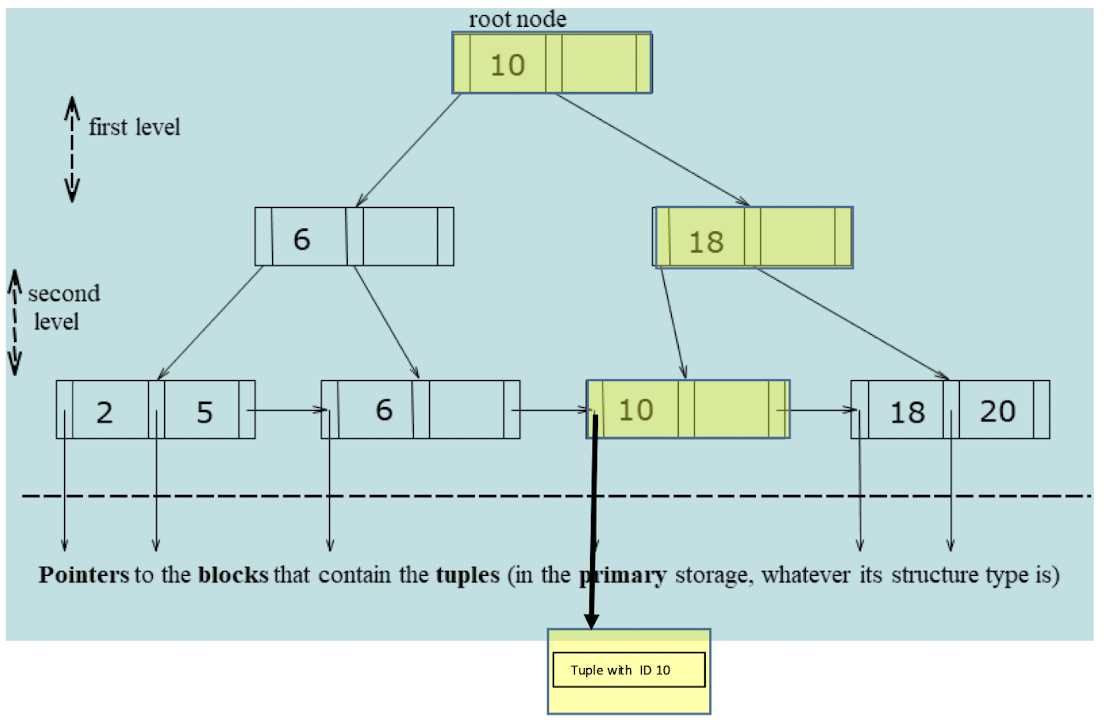 root node
10
first level
6
18
second
level
2 5 6 10 18 20
Pointers to the blocks that contain the tuples (in the primary storage, whatever its structure type is)
Tuple with ID 10